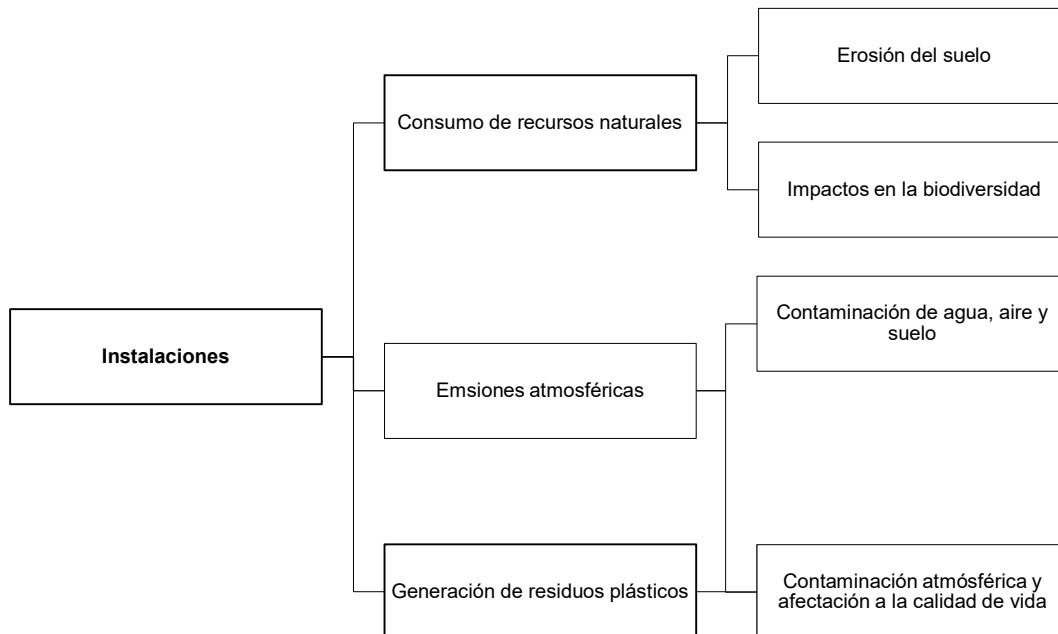 Instalaciones
Consumo de recursos naturales
Erosión del suelo
Impactos en la biodiversidad
Emsiones atmosféricas
Contaminación de agua, aire y
suelo
Generación de residuos plásticos
Contaminación atmósférica y
afectación a la calidad de vida